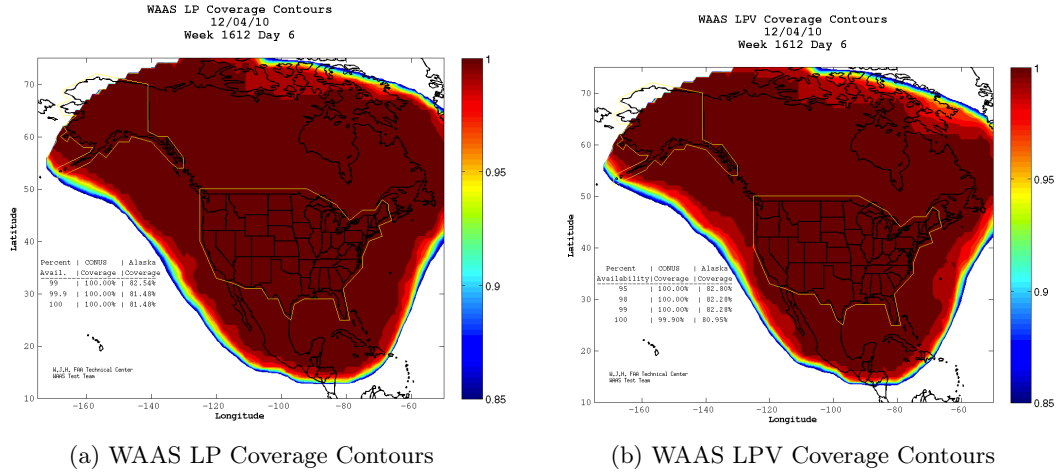 WAAS LP Coverage Contours
12/04/10
Week 1612 Day 6
70
60
50
40
30
20
10
Latitude
Percent | CONUS | Alaska
Avail. |Coverage |Coverage
99 | 100.00% | 82.54%
99.9 | 100.00% | 81.48%
100 | 100.00% | 81.48%
W.J.H. FAA Technical Center
WAAS Test Team
-160
-140
-120
-100
-80
-60
Longitude
1
0.95
0.9
0.85
(a) WAAS LP Coverage Contours
WAAS LPV Coverage Contours
12/04/10
Week 1612 Day 6
70
60
50
40
30
20
10
Latitude
Percent | CONUS | Alaska
Availability|Coverage | Coverage
95 | 100.00% | 82.80%
98 | 100.00% | 82.28%
99 | 100.00% | 82.28%
100 | 99.90% | 80.95%
W.J.H. FAA Technical Center
WAAS Test Team
-160
-140
-120
-100
-80
-60
Longitude
1
0.95
0.9
0.85
(b) WAAS LPV Coverage Contours